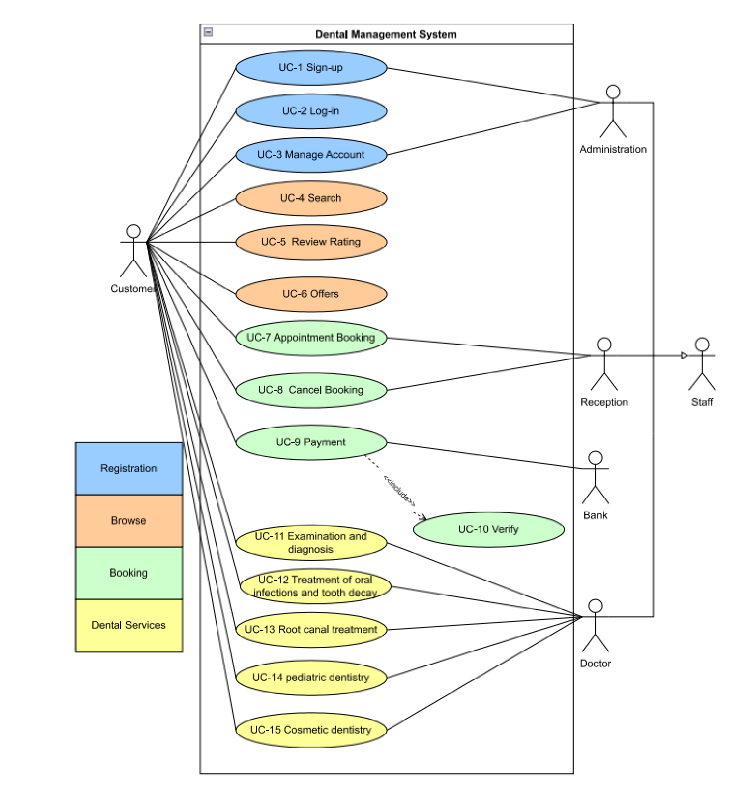 Dental Management System
UC-1 Sign-up
UC-2 Log-in
UC-3 Manage Account
UC-4 Search
UC-5 Review Rating
UC-6 Offers
UC-7 Appointment Booking
UC-8 Cancel Booking
UC-9 Payment
<<include>>
UC-10 Verify
UC-11 Examination and
diagnosis
UC-12 Treatment of oral
infections and tooth decay
UC-13 Root canal treatment
UC-14 pediatric dentistry
UC-15 Cosmetic dentistry
Customer
Administration
Reception
Staff
Bank
Doctor
Registration
Browse
Booking
Dental Services